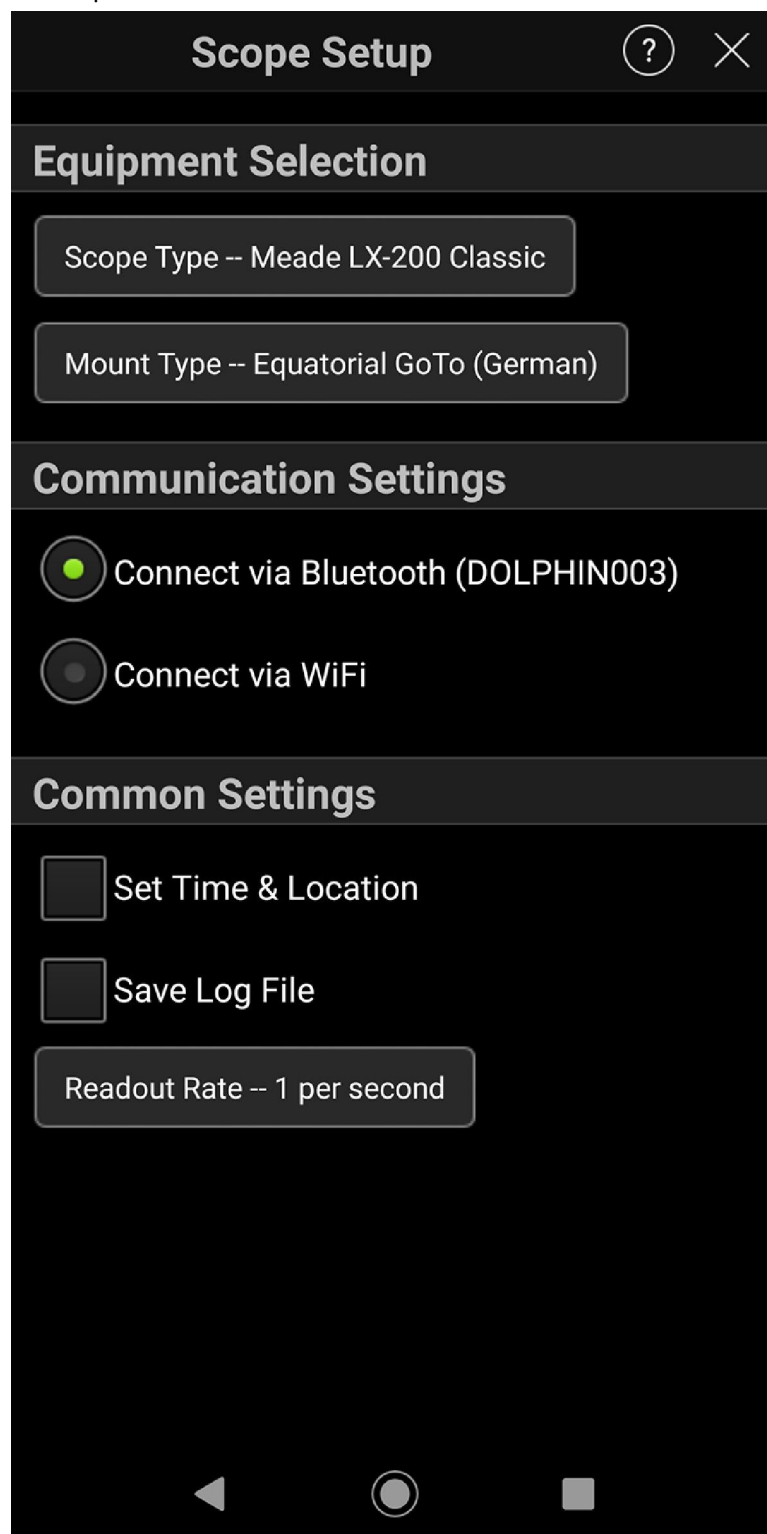 Scope Setup
?
Equipment Selection
Scope Type -- Meade LX-200 Classic
Mount Type -- Equatorial GoTo (German)
Communication Settings
Connect via Bluetooth (DOLPHIN003)
Connect via WiFi
Common Settings
Set Time & Location
Save Log File
Readout Rate -- 1 per second